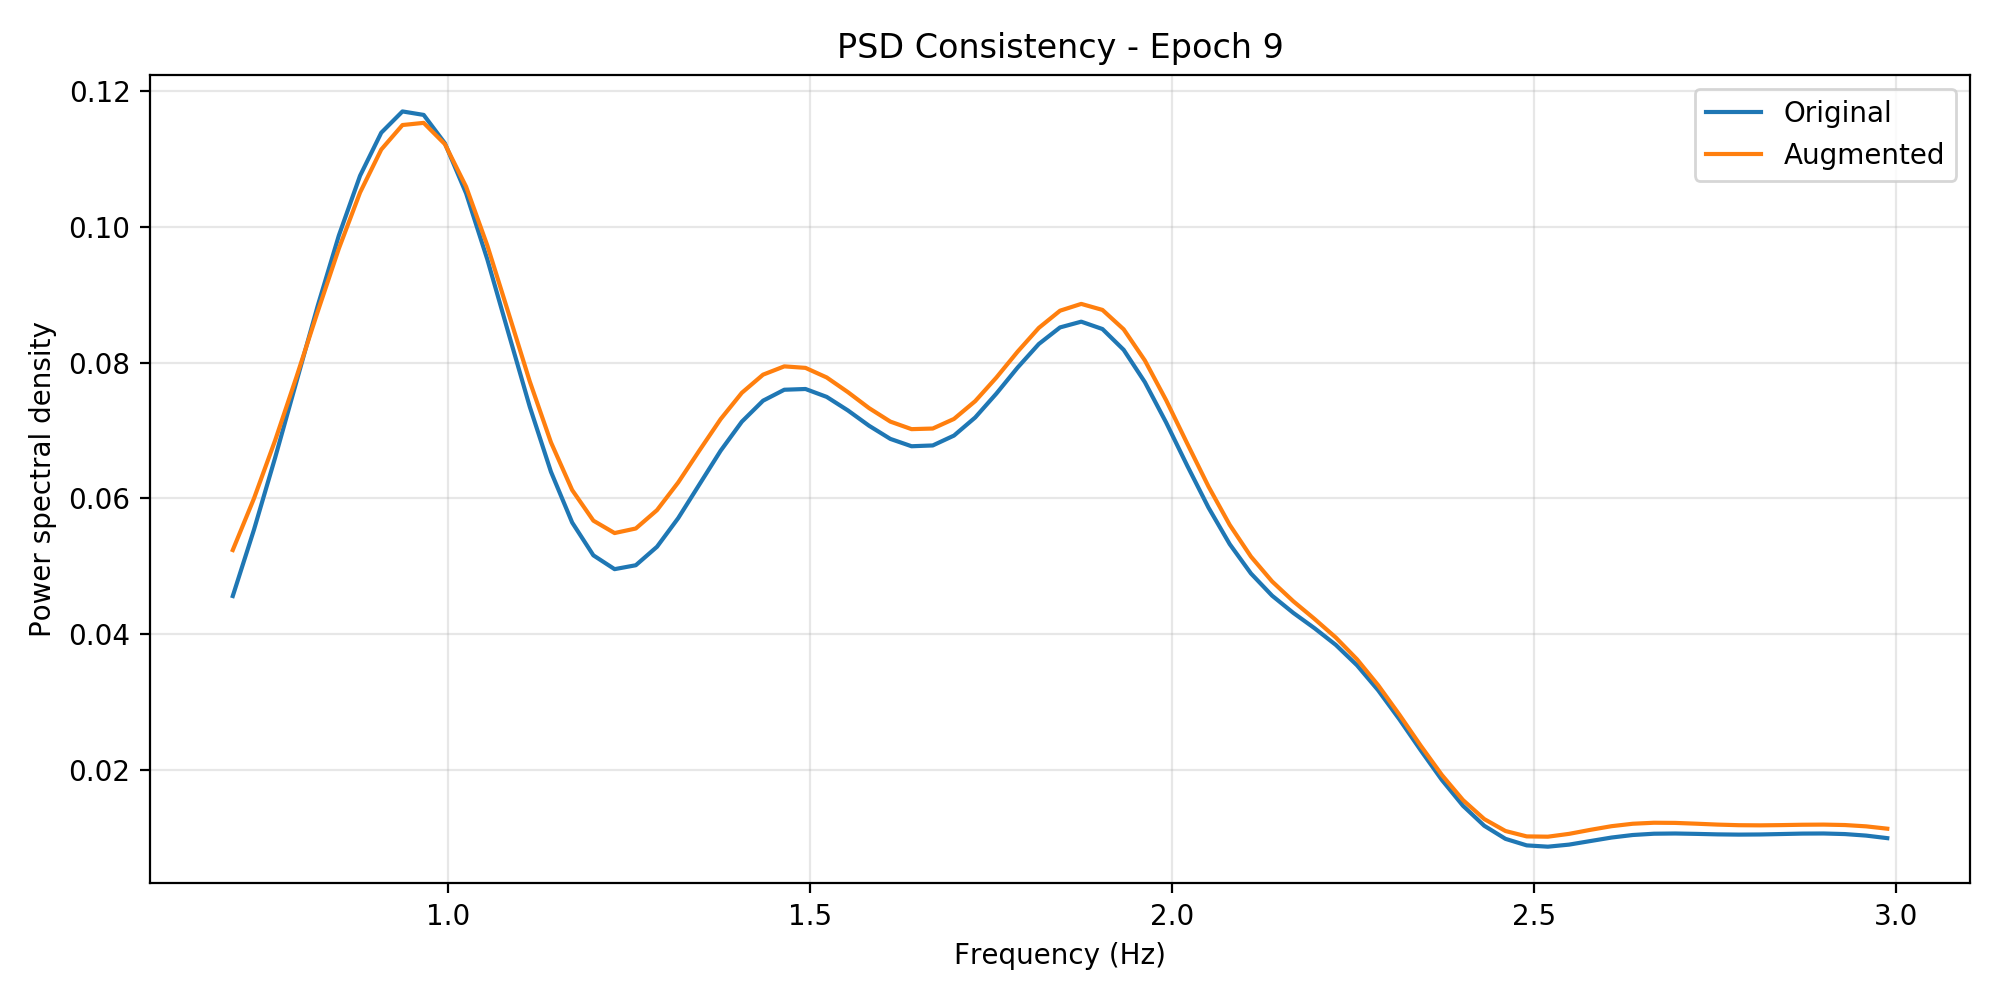 PSD Consistency - Epoch 9
Original
Augmented
Power spectral density
0.12
0.10
0.08
0.06
0.04
0.02
1.0 1.5 2.0 2.5 3.0
Frequency (Hz)